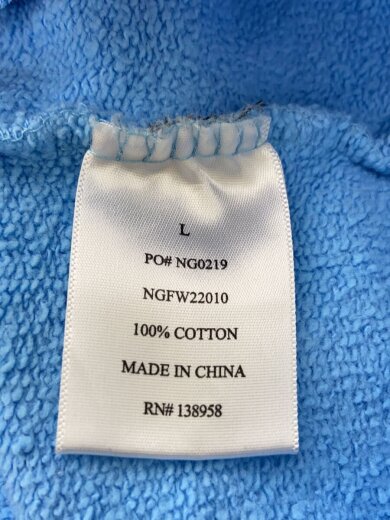 L
PO# NG0219
NGFW22010
100% COTTON
MADE IN CHINA
RN# 138958